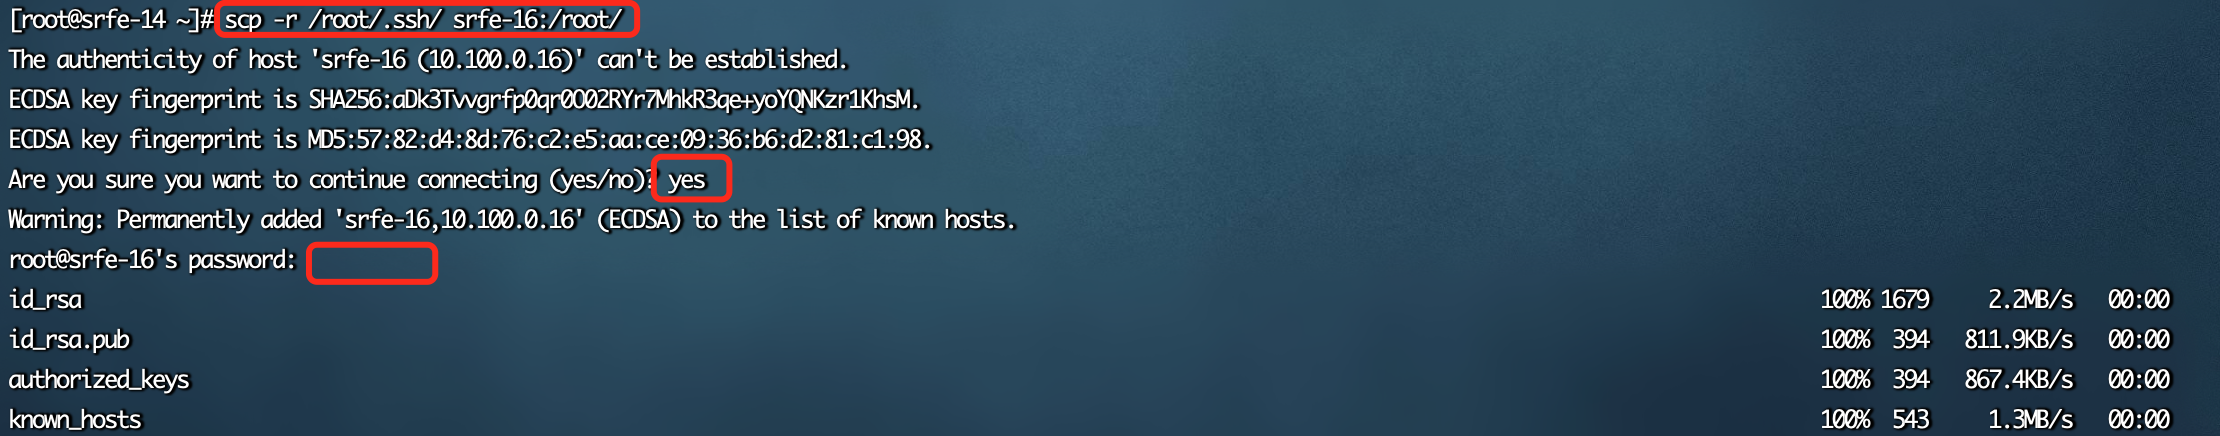 [root@srfe-14 ~]# scp -r /root/.ssh/ srfe-16:/root/
The authenticity of host 'srfe-16 (10.100.0.16)' can't be established.
ECDSA key fingerprint is SHA256:aDk3Tvvgrfp0qr0O02RYr7MhkR3qe+yoYQNKzr1KhsM.
ECDSA key fingerprint is MD5:57:82:d4:8d:76:c2:e5:aa:ce:09:36:b6:d2:81:c1:98.
Are you sure you want to continue connecting (yes/no)? yes
Warning: Permanently added 'srfe-16,10.100.0.16' (ECDSA) to the list of known hosts.
root@srfe-16's password:
id_rsa 100% 1679 2.2MB/s 00:00
id_rsa.pub 100% 394 811.9KB/s 00:00
authorized_keys 100% 394 867.4KB/s 00:00
known_hosts 100% 543 1.3MB/s 00:00